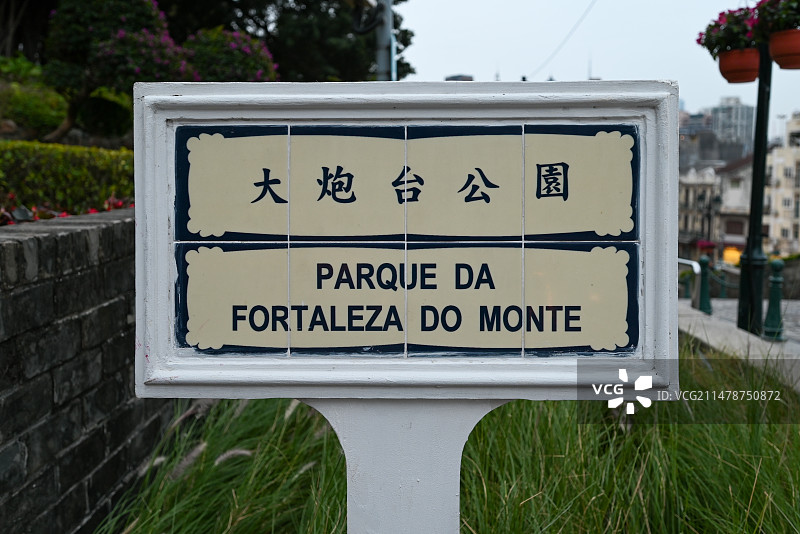 大炮台公園
PARQUE DA
FORTALEZA DO MONTE
VCG
ID: VCG211478750872